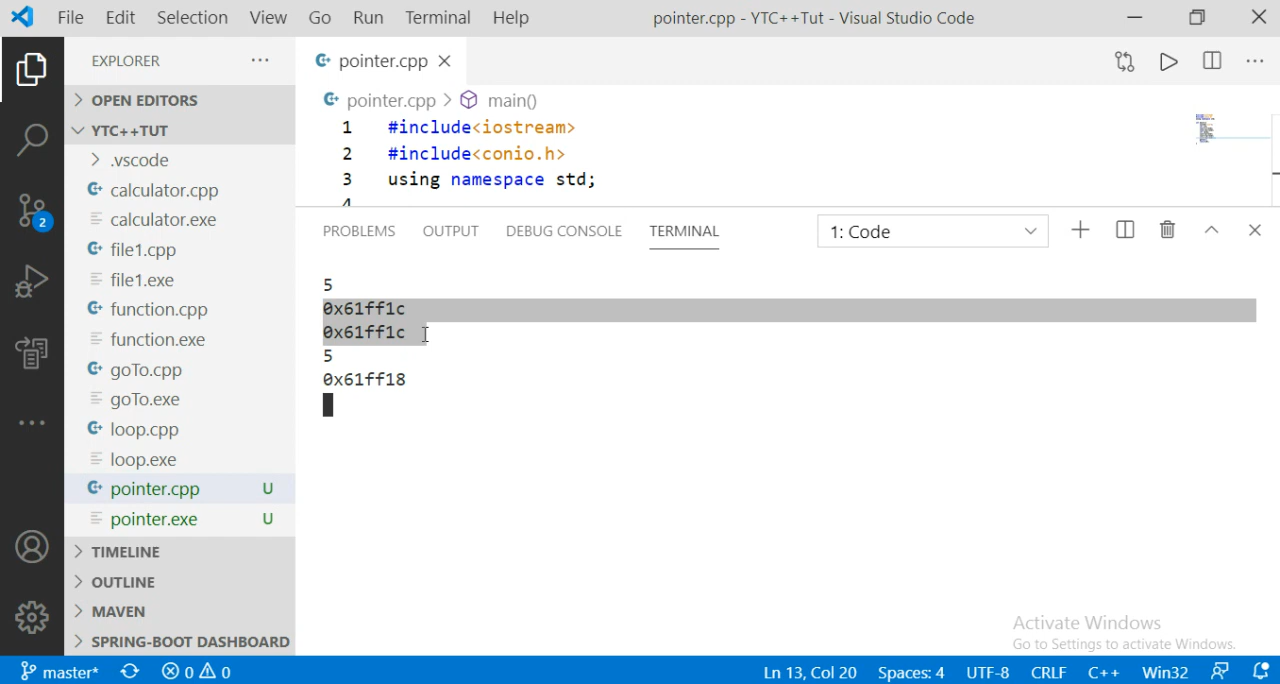 File Edit Selection View Go Run Terminal Help pointer.cpp - YTC++Tut - Visual Studio Code
EXPLORER
OPEN EDITORS
YTC++TUT
.vscode
calculator.cpp
calculator.exe
file1.cpp
file1.exe
function.cpp
function.exe
goTo.cpp
goTo.exe
loop.cpp
loop.exe
pointer.cpp U
pointer.exe U
TIMELINE
OUTLINE
MAVEN
SPRING-BOOT DASHBOARD
2
pointer.cpp
pointer.cpp > main()
1 #include<iostream>
2 #include<conio.h>
3 using namespace std;
4
PROBLEMS OUTPUT DEBUG CONSOLE TERMINAL 1: Code
5
0x61ff1c
0x61ff1c
5
0x61ff18
Activate Windows
Go to Settings to activate Windows.
master* 0 0 Ln 13, Col 20 Spaces: 4 UTF-8 CRLF C++ Win32